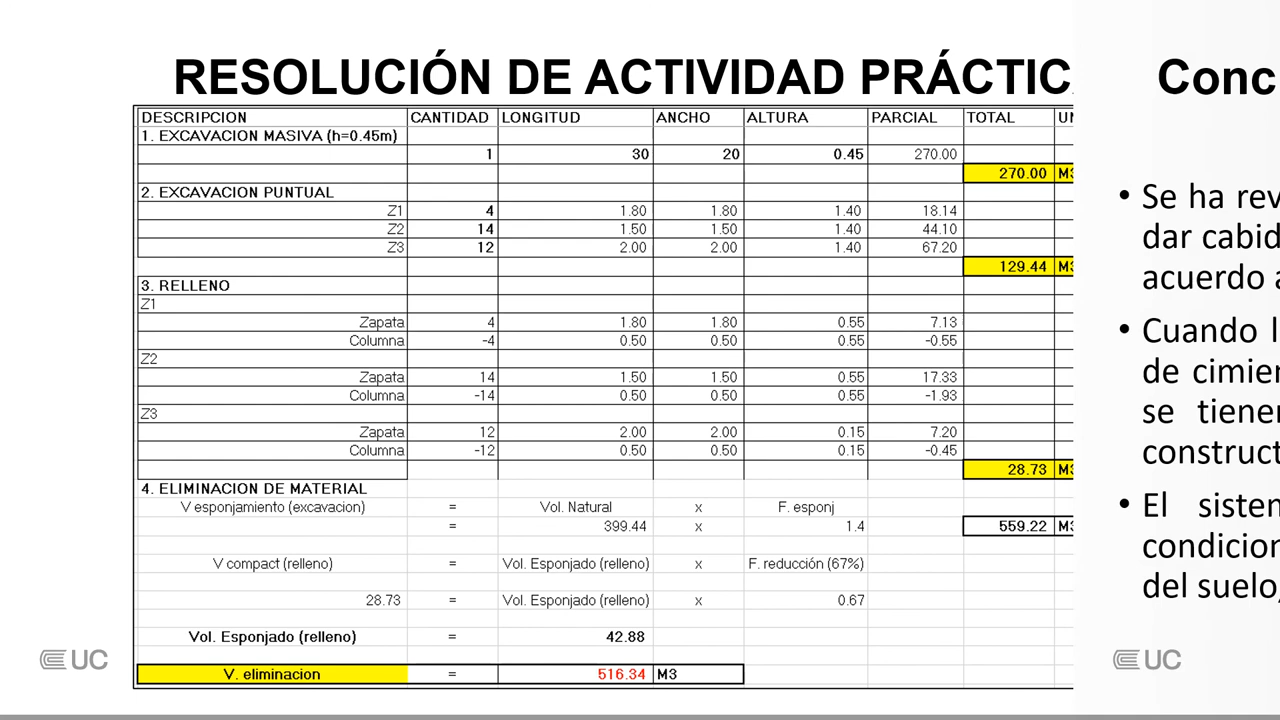 RESOLUCIÓN DE ACTIVIDAD PRÁCTIC
DESCRIPCION CANTIDAD LONGITUD ANCHO ALTURA PARCIAL TOTAL
1. EXCAVACION MASIVA (h=0.45m)
1 30 20 0.45 270.00
270.00 M3
2. EXCAVACION PUNTUAL
Z1 4 1.80 1.80 1.40 18.14
Z2 14 1.50 1.50 1.40 44.10
Z3 12 2.00 2.00 1.40 67.20
129.44 M3
3. RELLENO
Z1
Zapata 4 1.80 1.80 0.55 7.13
Columna -4 0.50 0.50 0.55 -0.55
Z2
Zapata 14 1.50 1.50 0.55 17.33
Columna -14 0.50 0.50 0.55 -1.93
Z3
Zapata 12 2.00 2.00 0.15 7.20
Columna -12 0.50 0.50 0.15 -0.45
28.73 M3
4. ELIMINACION DE MATERIAL
V esponjamiento (excavacion) = Vol. Natural x F. esponj
= 399.44 x 1.4 559.22 M3
V compact (relleno) = Vol. Esponjado (relleno) x F. reducción (67%)
28.73 = Vol. Esponjado (relleno) x 0.67
Vol. Esponjado (relleno) = 42.88
V. eliminacion = 516.34 M3
UC
Conc
• Se ha rev
dar cabid
acuerdo a
• Cuando l
de cimie
se tiene
construct
• El sistem
condicion
del suelo,
UC